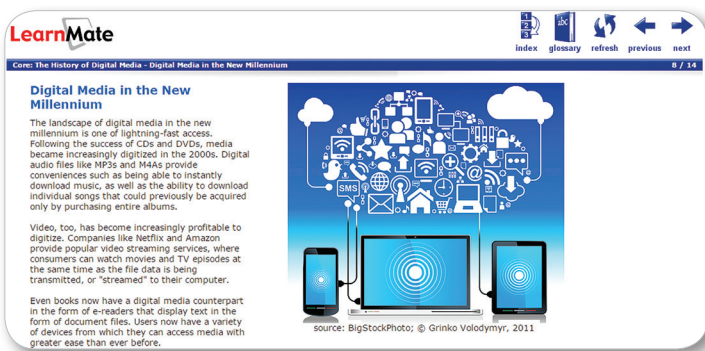 LearnMate
index glossary refresh previous next
Core: The History of Digital Media - Digital Media in the New Millennium 8 / 14
Digital Media in the New
Millennium
The landscape of digital media in the new
millennium is one of lightning-fast access.
Following the success of CDs and DVDs, media
became increasingly digitized in the 2000s. Digital
audio files like MP3s and M4As provide
conveniences such as being able to instantly
download music, as well as the ability to download
individual songs that could previously be acquired
only by purchasing entire albums.
Video, too, has become increasingly profitable to
digitize. Companies like Netflix and Amazon
provide popular video streaming services, where
consumers can watch movies and TV episodes at
the same time as the file data is being
transmitted, or "streamed" to their computer.
Even books now have a digital media counterpart
in the form of e-readers that display text in the
form of document files. Users now have a variety
of devices from which they can access media with
greater ease than ever before.
SMS
source: BigStockPhoto; © Grinko Volodymyr, 2011
1
2
3
abc